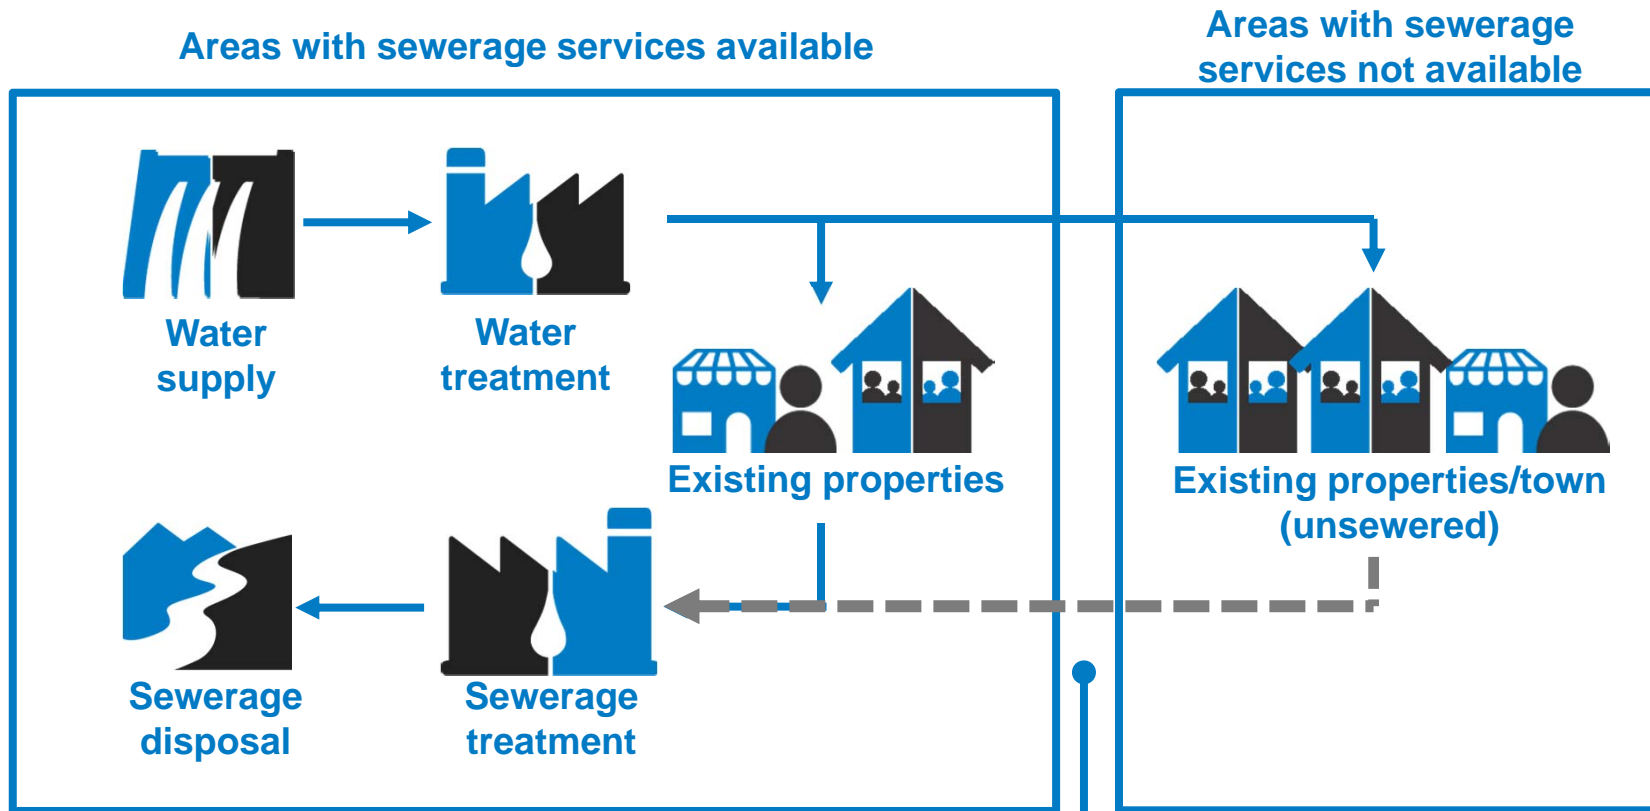 Areas with sewerage services available
Areas with sewerage
services not available
Water
supply
Water
treatment
Existing properties
Existing properties/town
(unsewered)
Sewerage
disposal
Sewerage
treatment